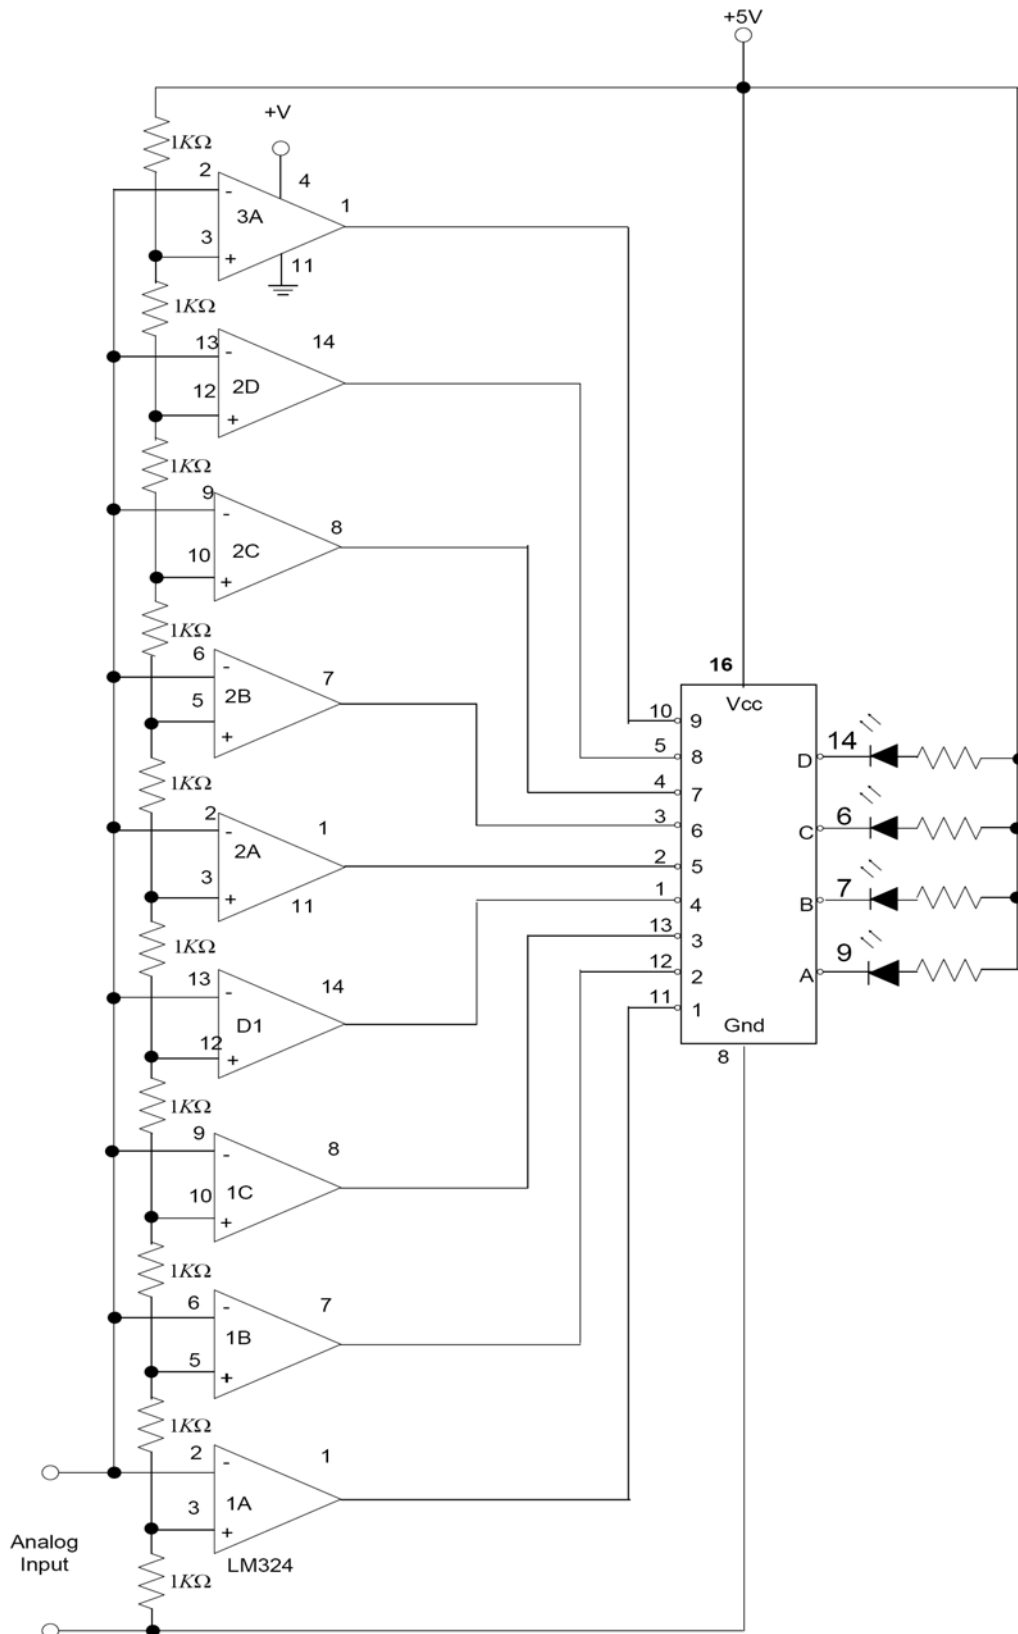 +5V
+V
1KΩ
2
-
4
3A
1
3
+
11
1KΩ
13
-
14
2D
12
+
1KΩ
9
-
8
2C
10
+
1KΩ
6
-
7
2B
5
+
1KΩ
2
-
1
2A
3
+
11
1KΩ
13
-
14
D1
12
+
1KΩ
9
-
8
1C
10
+
1KΩ
6
-
7
1B
5
+
1KΩ
2
-
1
1A
3
+
LM324
1KΩ
Analog
Input
16
Vcc
10 9
5 8
4 7
3 6
2 5
1 4
13 3
12 2
11 1
D 14
C 6
B 7
A 9
Gnd
8